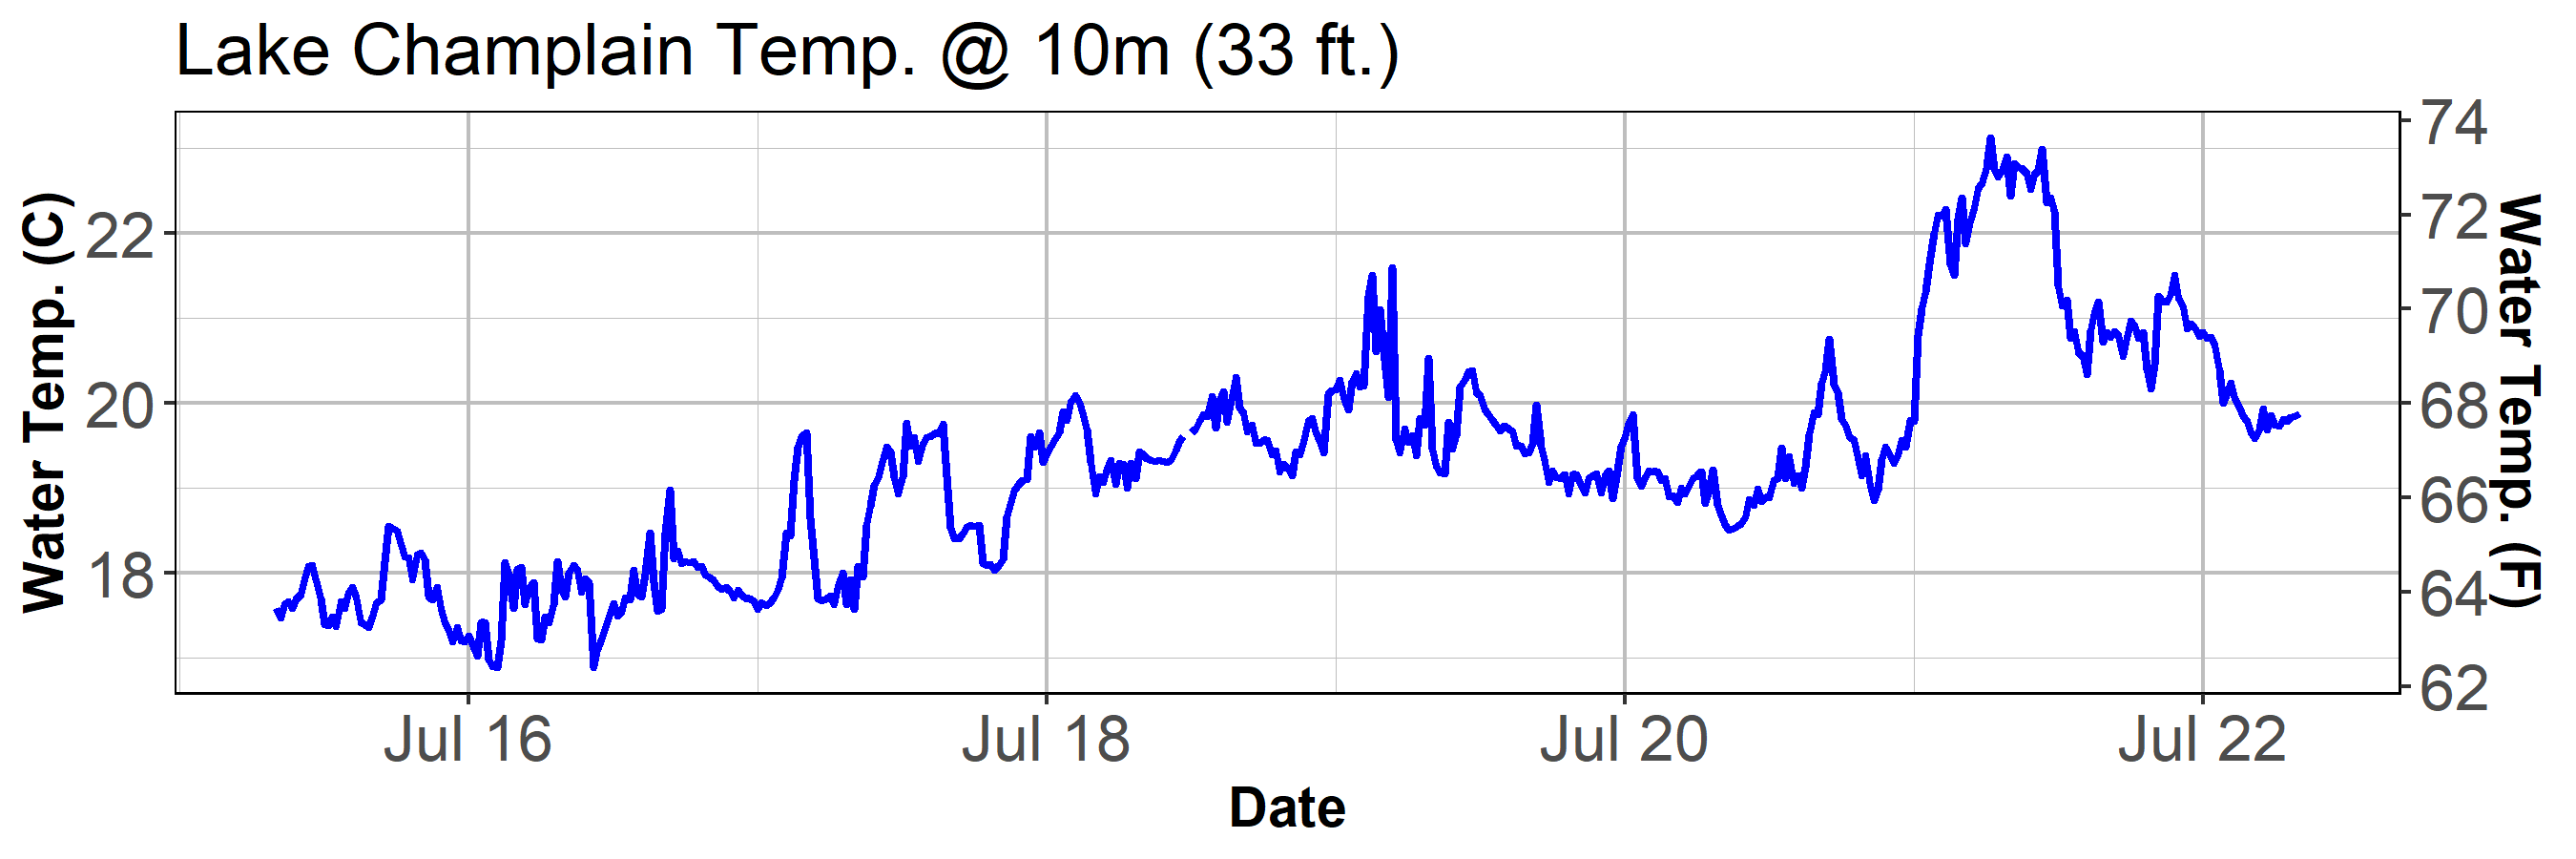 Lake Champlain Temp. @ 10m (33 ft.)
Water Temp. (C)
22
20
18
74
72
70
68
66
64
62
Water Temp. (F)
Jul 16
Jul 18
Jul 20
Jul 22
Date